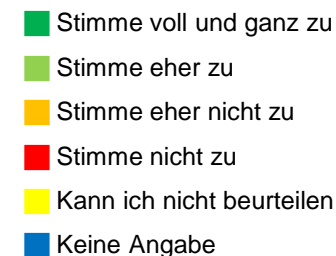 Stimme voll und ganz zu
Stimme eher zu
Stimme eher nicht zu
Stimme nicht zu
Kann ich nicht beurteilen
Keine Angabe